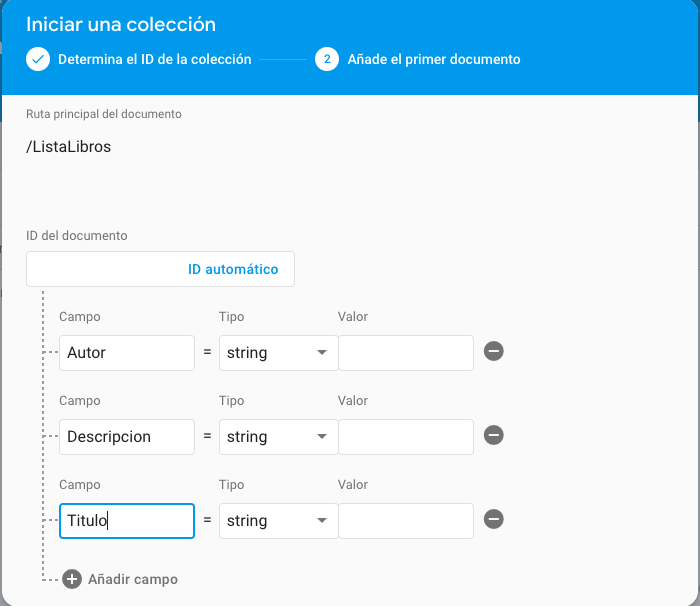 Iniciar una colección
Determina el ID de la colección
2 Añade el primer documento
Ruta principal del documento
/ListaLibros
ID del documento
ID automático
Campo Tipo Valor
Autor = string
Campo Tipo Valor
Descripcion = string
Campo Tipo Valor
Titulo = string
Añadir campo